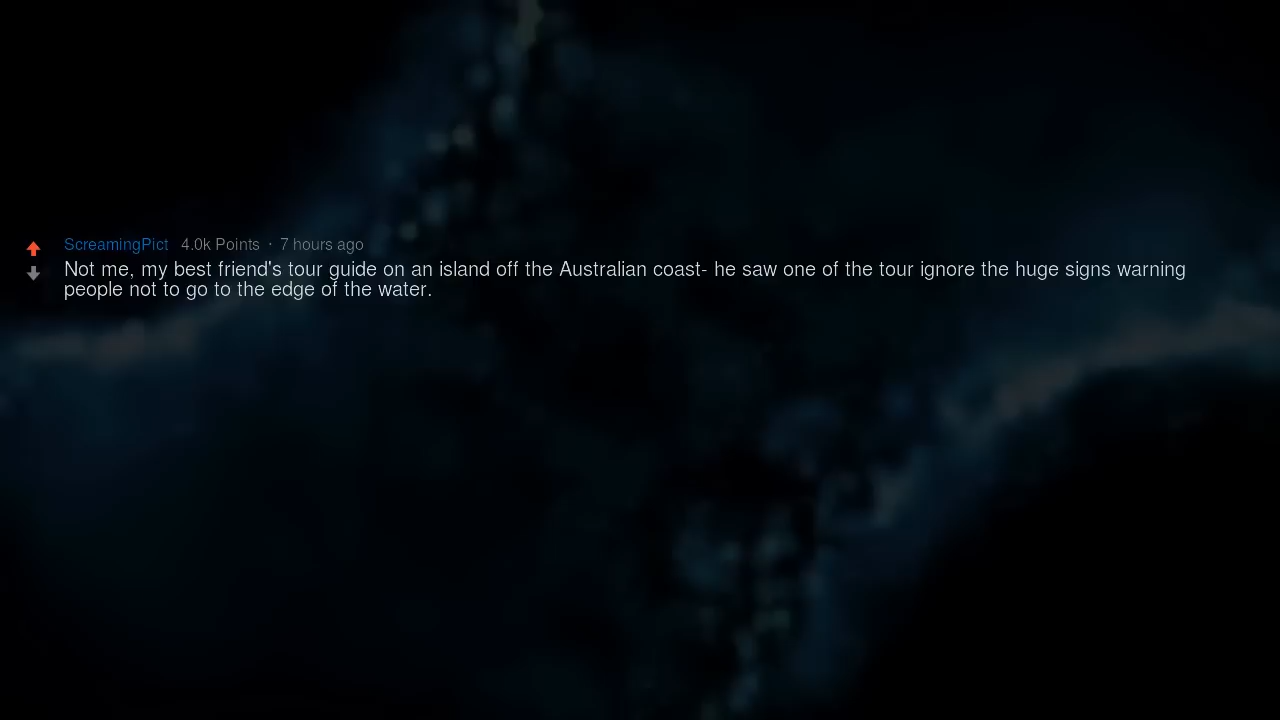 ScreamingPict 4.0k Points · 7 hours ago
Not me, my best friend's tour guide on an island off the Australian coast- he saw one of the tour ignore the huge signs warning
people not to go to the edge of the water.